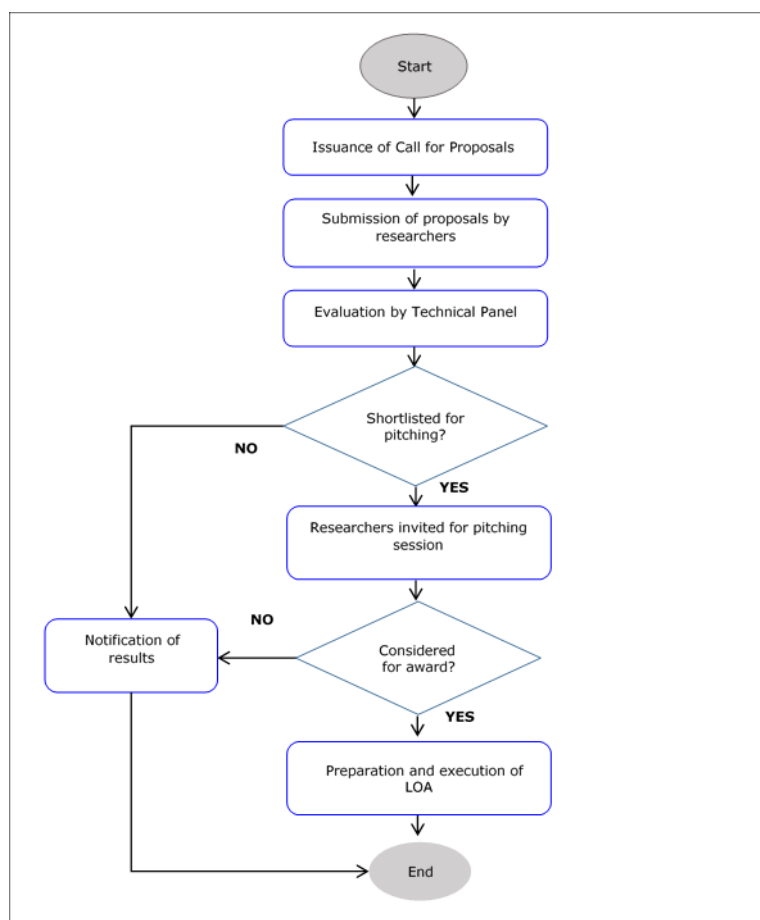 Start
Issuance of Call for Proposals
Submission of proposals by
researchers
Evaluation by Technical Panel
Shortlisted for
pitching?
NO
YES
Researchers invited for pitching
session
NO
Notification of
results
Considered
for award?
YES
Preparation and execution of
LOA
End